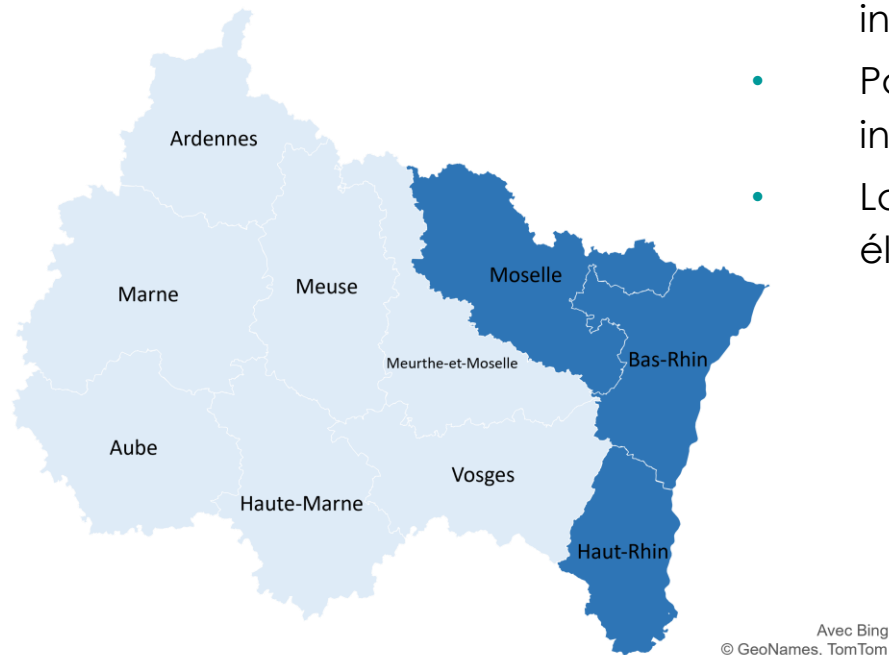 in
•
Po
in
•
Lo
él
Ardennes
Moselle
Meuse
Marne
Bas-Rhin
Meurthe-et-Moselle
Aube
Vosges
Haute-Marne
Haut-Rhin
Avec Bing
© GeoNames, TomTom